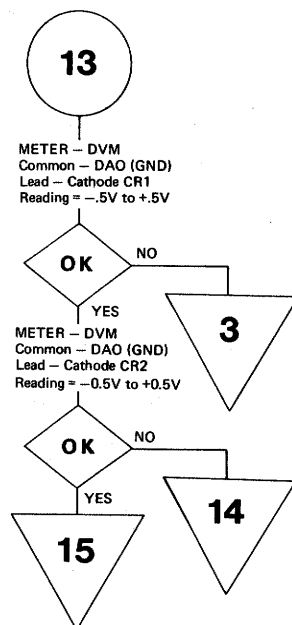 13
METER – DVM
Common – DAO (GND)
Lead – Cathode CR1
Reading = –.5V to +.5V
OK
NO
YES
3
METER – DVM
Common – DAO (GND)
Lead – Cathode CR2
Reading = –0.5V to +0.5V
OK
NO
YES
14
15